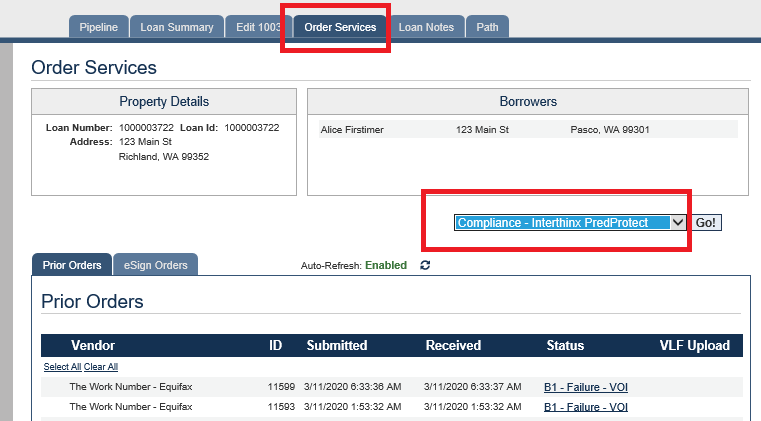 Pipeline Loan Summary Edit 1003 Order Services Loan Notes Path
Order Services
Property Details
Loan Number: 1000003722 Loan Id: 1000003722
Address: 123 Main St
Richland, WA 99352
Borrowers
Alice Firstimer 123 Main St Pasco, WA 99301
Compliance - Interthinx PredProtect Go!
Prior Orders eSign Orders Auto-Refresh: Enabled
Prior Orders
Vendor ID Submitted Received Status VLF Upload
Select All Clear All
The Work Number - Equifax 11599 3/11/2020 6:33:36 AM 3/11/2020 6:33:37 AM B1 - Failure - VOI
The Work Number - Equifax 11593 3/11/2020 1:53:32 AM 3/11/2020 1:53:32 AM B1 - Failure - VOI